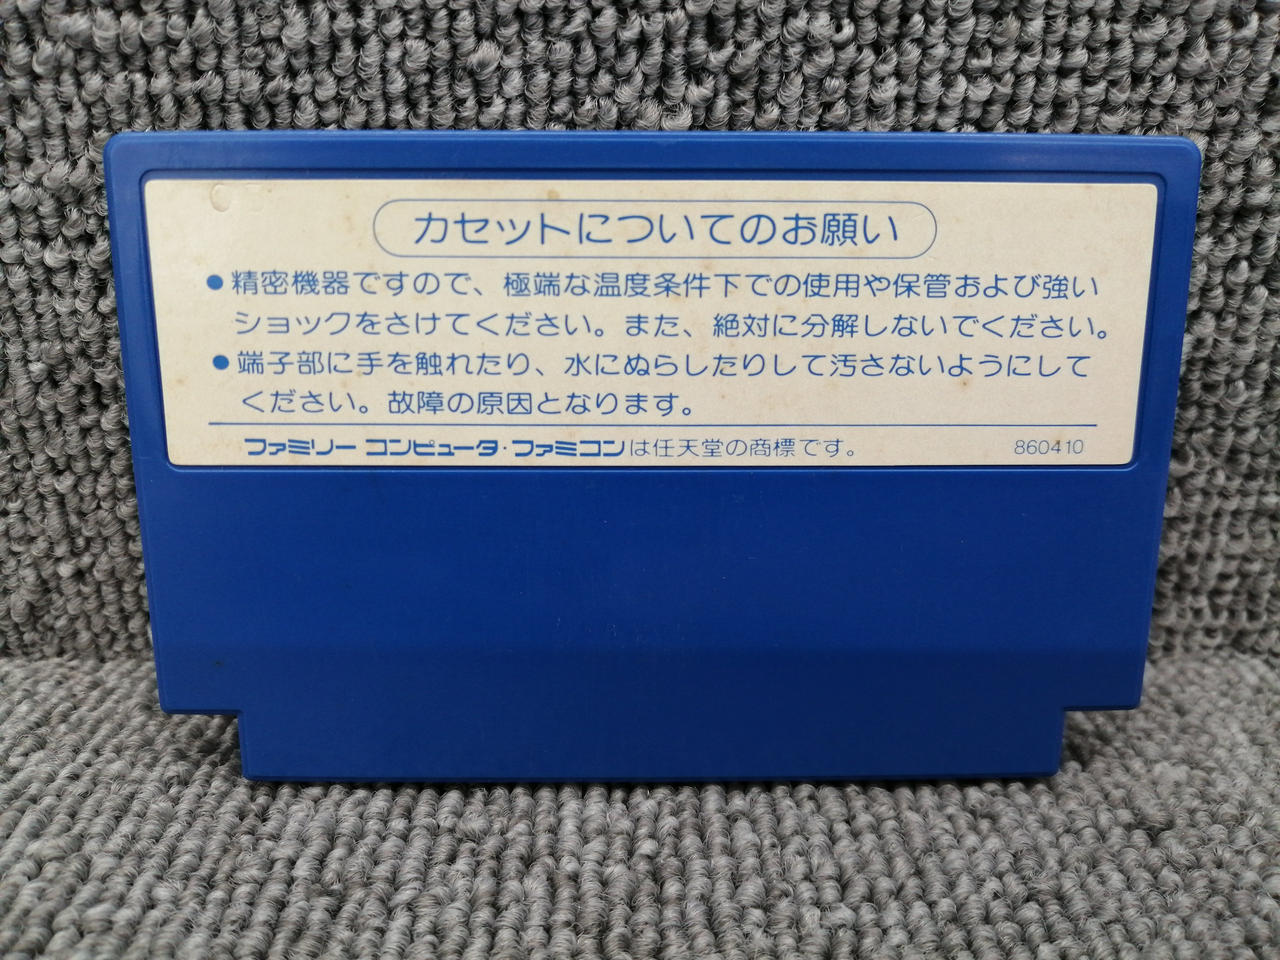 カセットについてのお願い
●精密機器ですので、極端な温度条件下での使用や保管および強い
ショックをさけてください。また、絶対に分解しないでください。
●端子部に手を触れたり、水にぬらしたりして汚さないようにして
ください。故障の原因となります。
ファミリー コンピュータ・ファミコンは任天堂の商標です。 860410